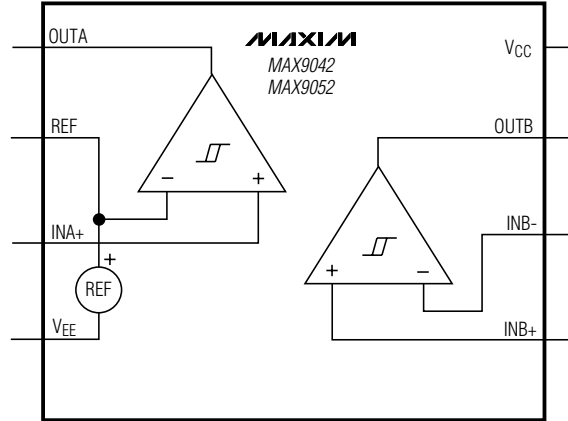 OUTA
MAXIM
MAX9042
MAX9052
VCC
REF
OUTB
− +
INA+
INB-
+
REF
+ −
VEE
INB+